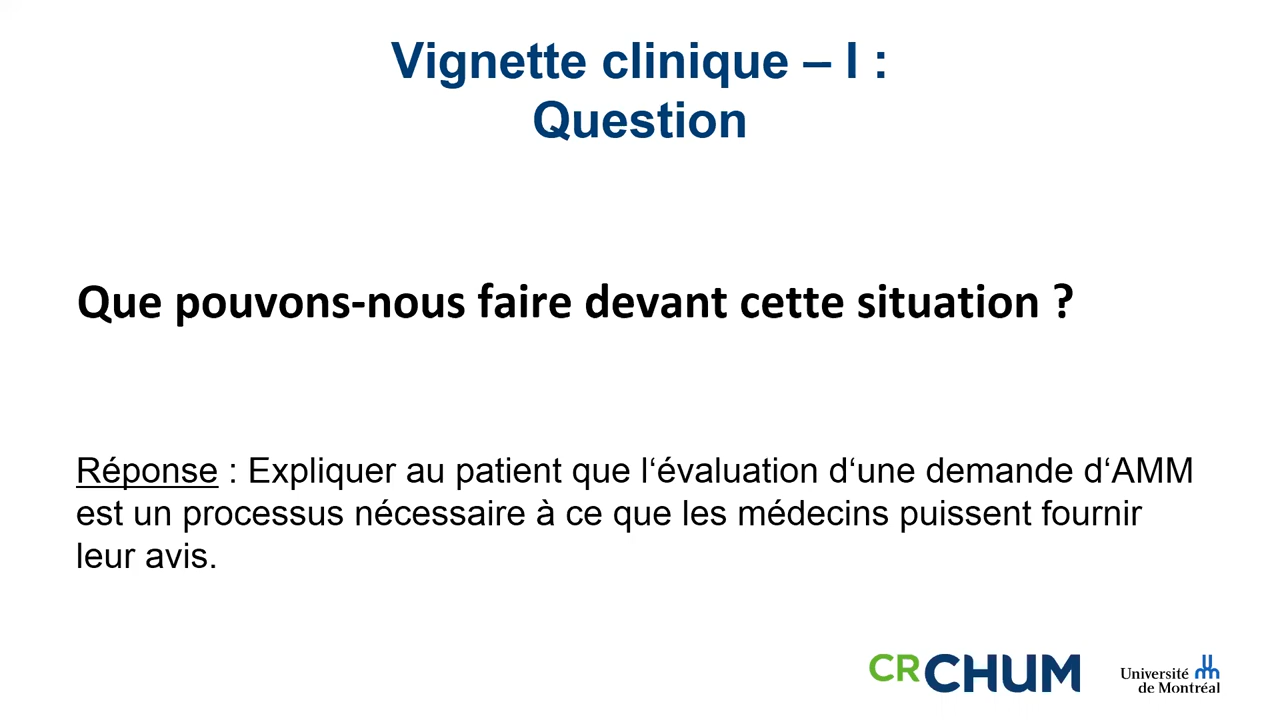 Vignette clinique – I :
Question
Que pouvons-nous faire devant cette situation ?
Réponse : Expliquer au patient que l‘évaluation d‘une demande d‘AMM
est un processus nécessaire à ce que les médecins puissent fournir
leur avis.
CRCHUM
Université
de Montréal